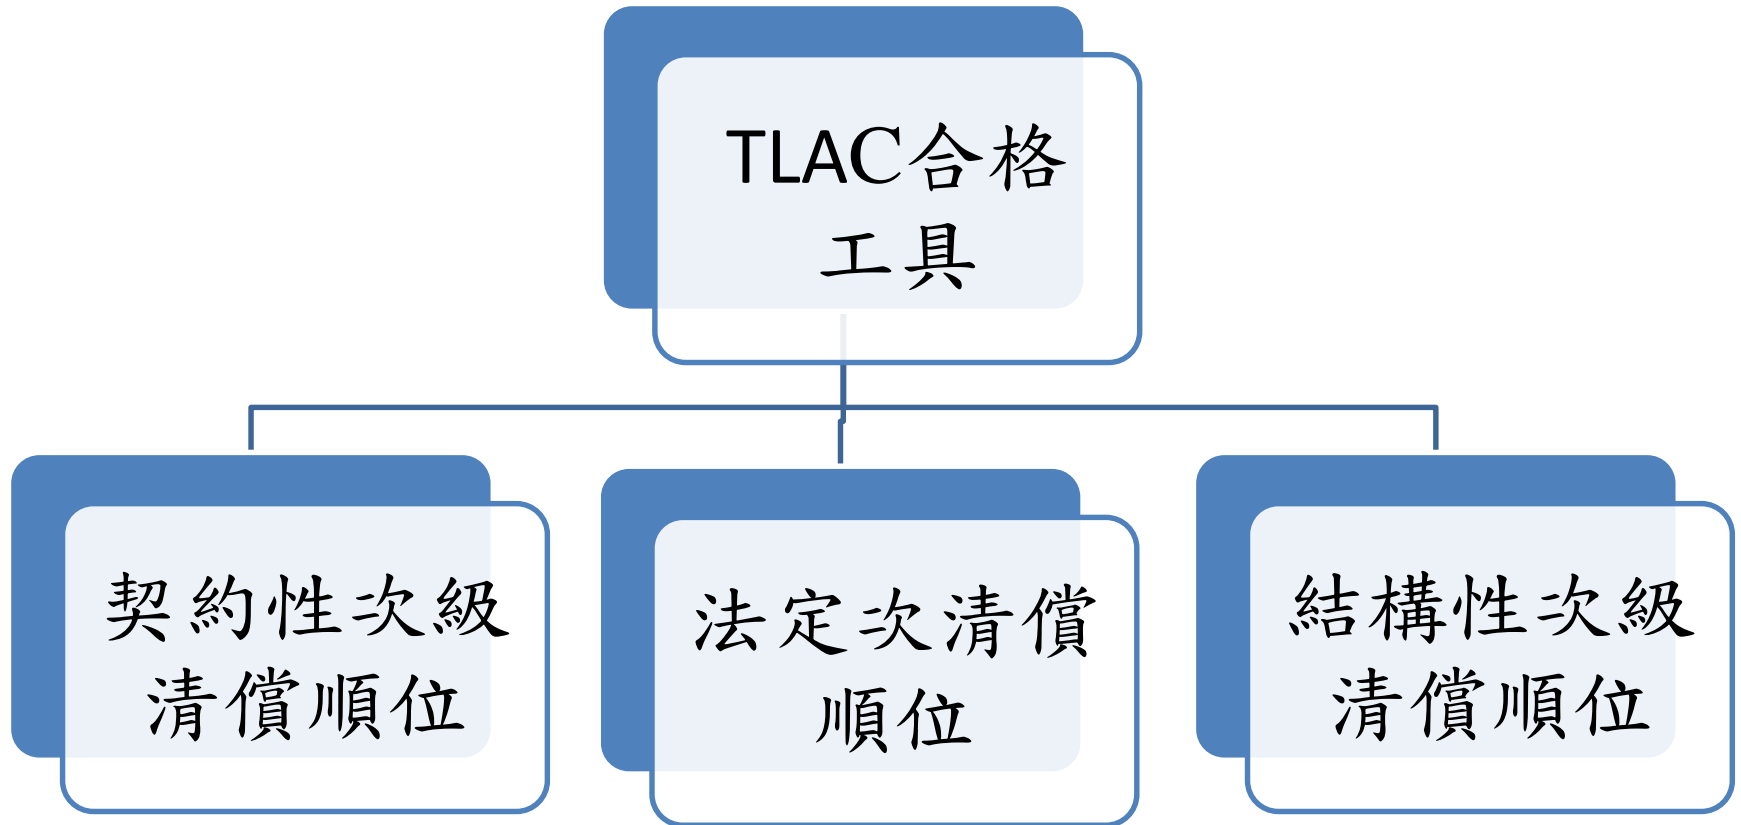 TLAC合格
工具
契約性次級
清償順位
法定次清償
順位
結構性次級
清償順位